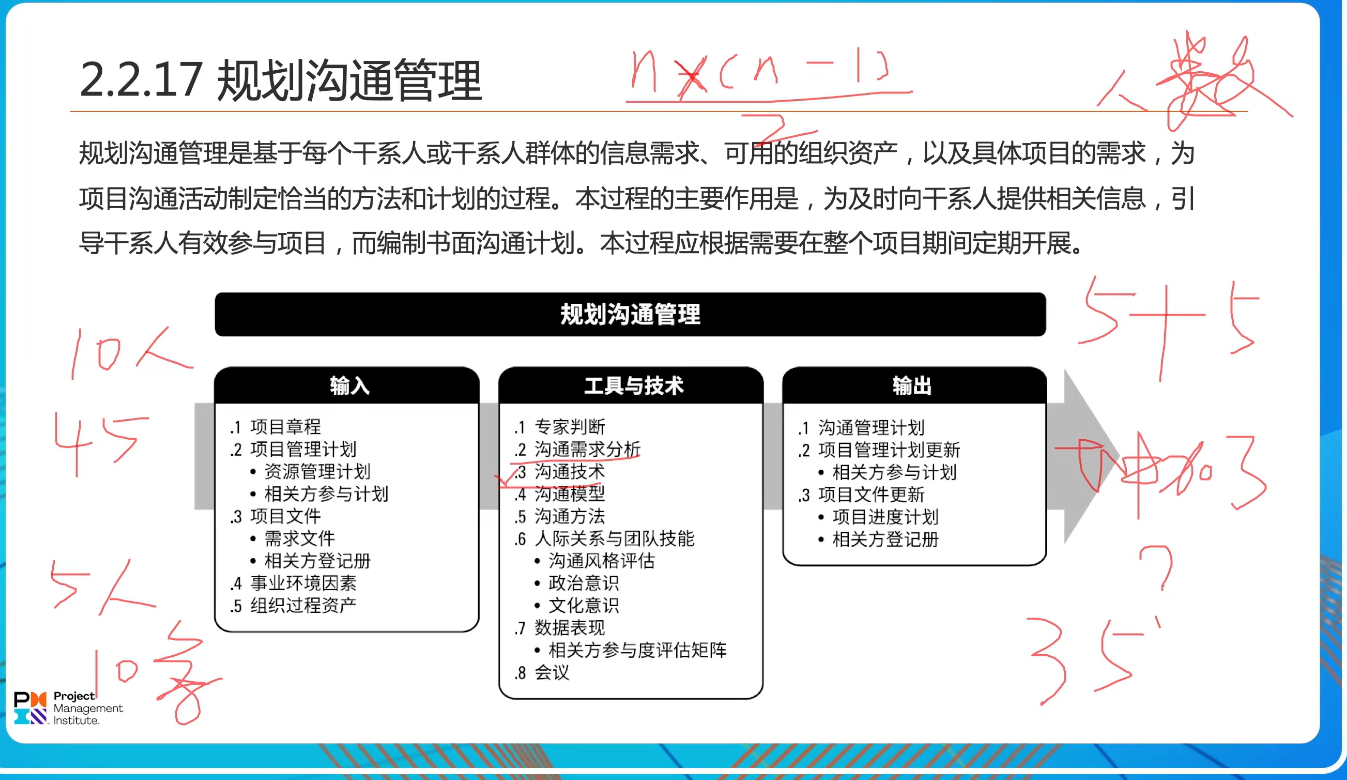 2.2.17 规划沟通管理
n×(n-1)
2
人数
规划沟通管理是基于每个干系人或干系人群体的信息需求、可用的组织资产，以及具体项目的需求，为
项目沟通活动制定恰当的方法和计划的过程。本过程的主要作用是，为及时向干系人提供相关信息，引
导干系人有效参与项目，而编制书面沟通计划。本过程应根据需要在整个项目期间定期开展。
规划沟通管理
输入
.1 项目章程
.2 项目管理计划
• 资源管理计划
• 相关方参与计划
.3 项目文件
• 需求文件
• 相关方登记册
.4 事业环境因素
.5 组织过程资产
工具与技术
.1 专家判断
.2 沟通需求分析
.3 沟通技术
.4 沟通模型
.5 沟通方法
.6 人际关系与团队技能
• 沟通风格评估
• 政治意识
• 文化意识
.7 数据表现
• 相关方参与度评估矩阵
.8 会议
输出
.1 沟通管理计划
.2 项目管理计划更新
• 相关方参与计划
.3 项目文件更新
• 项目进度计划
• 相关方登记册
10人
45
5人
10条
5+5
增加了
?
35
Project
Management
Institute.